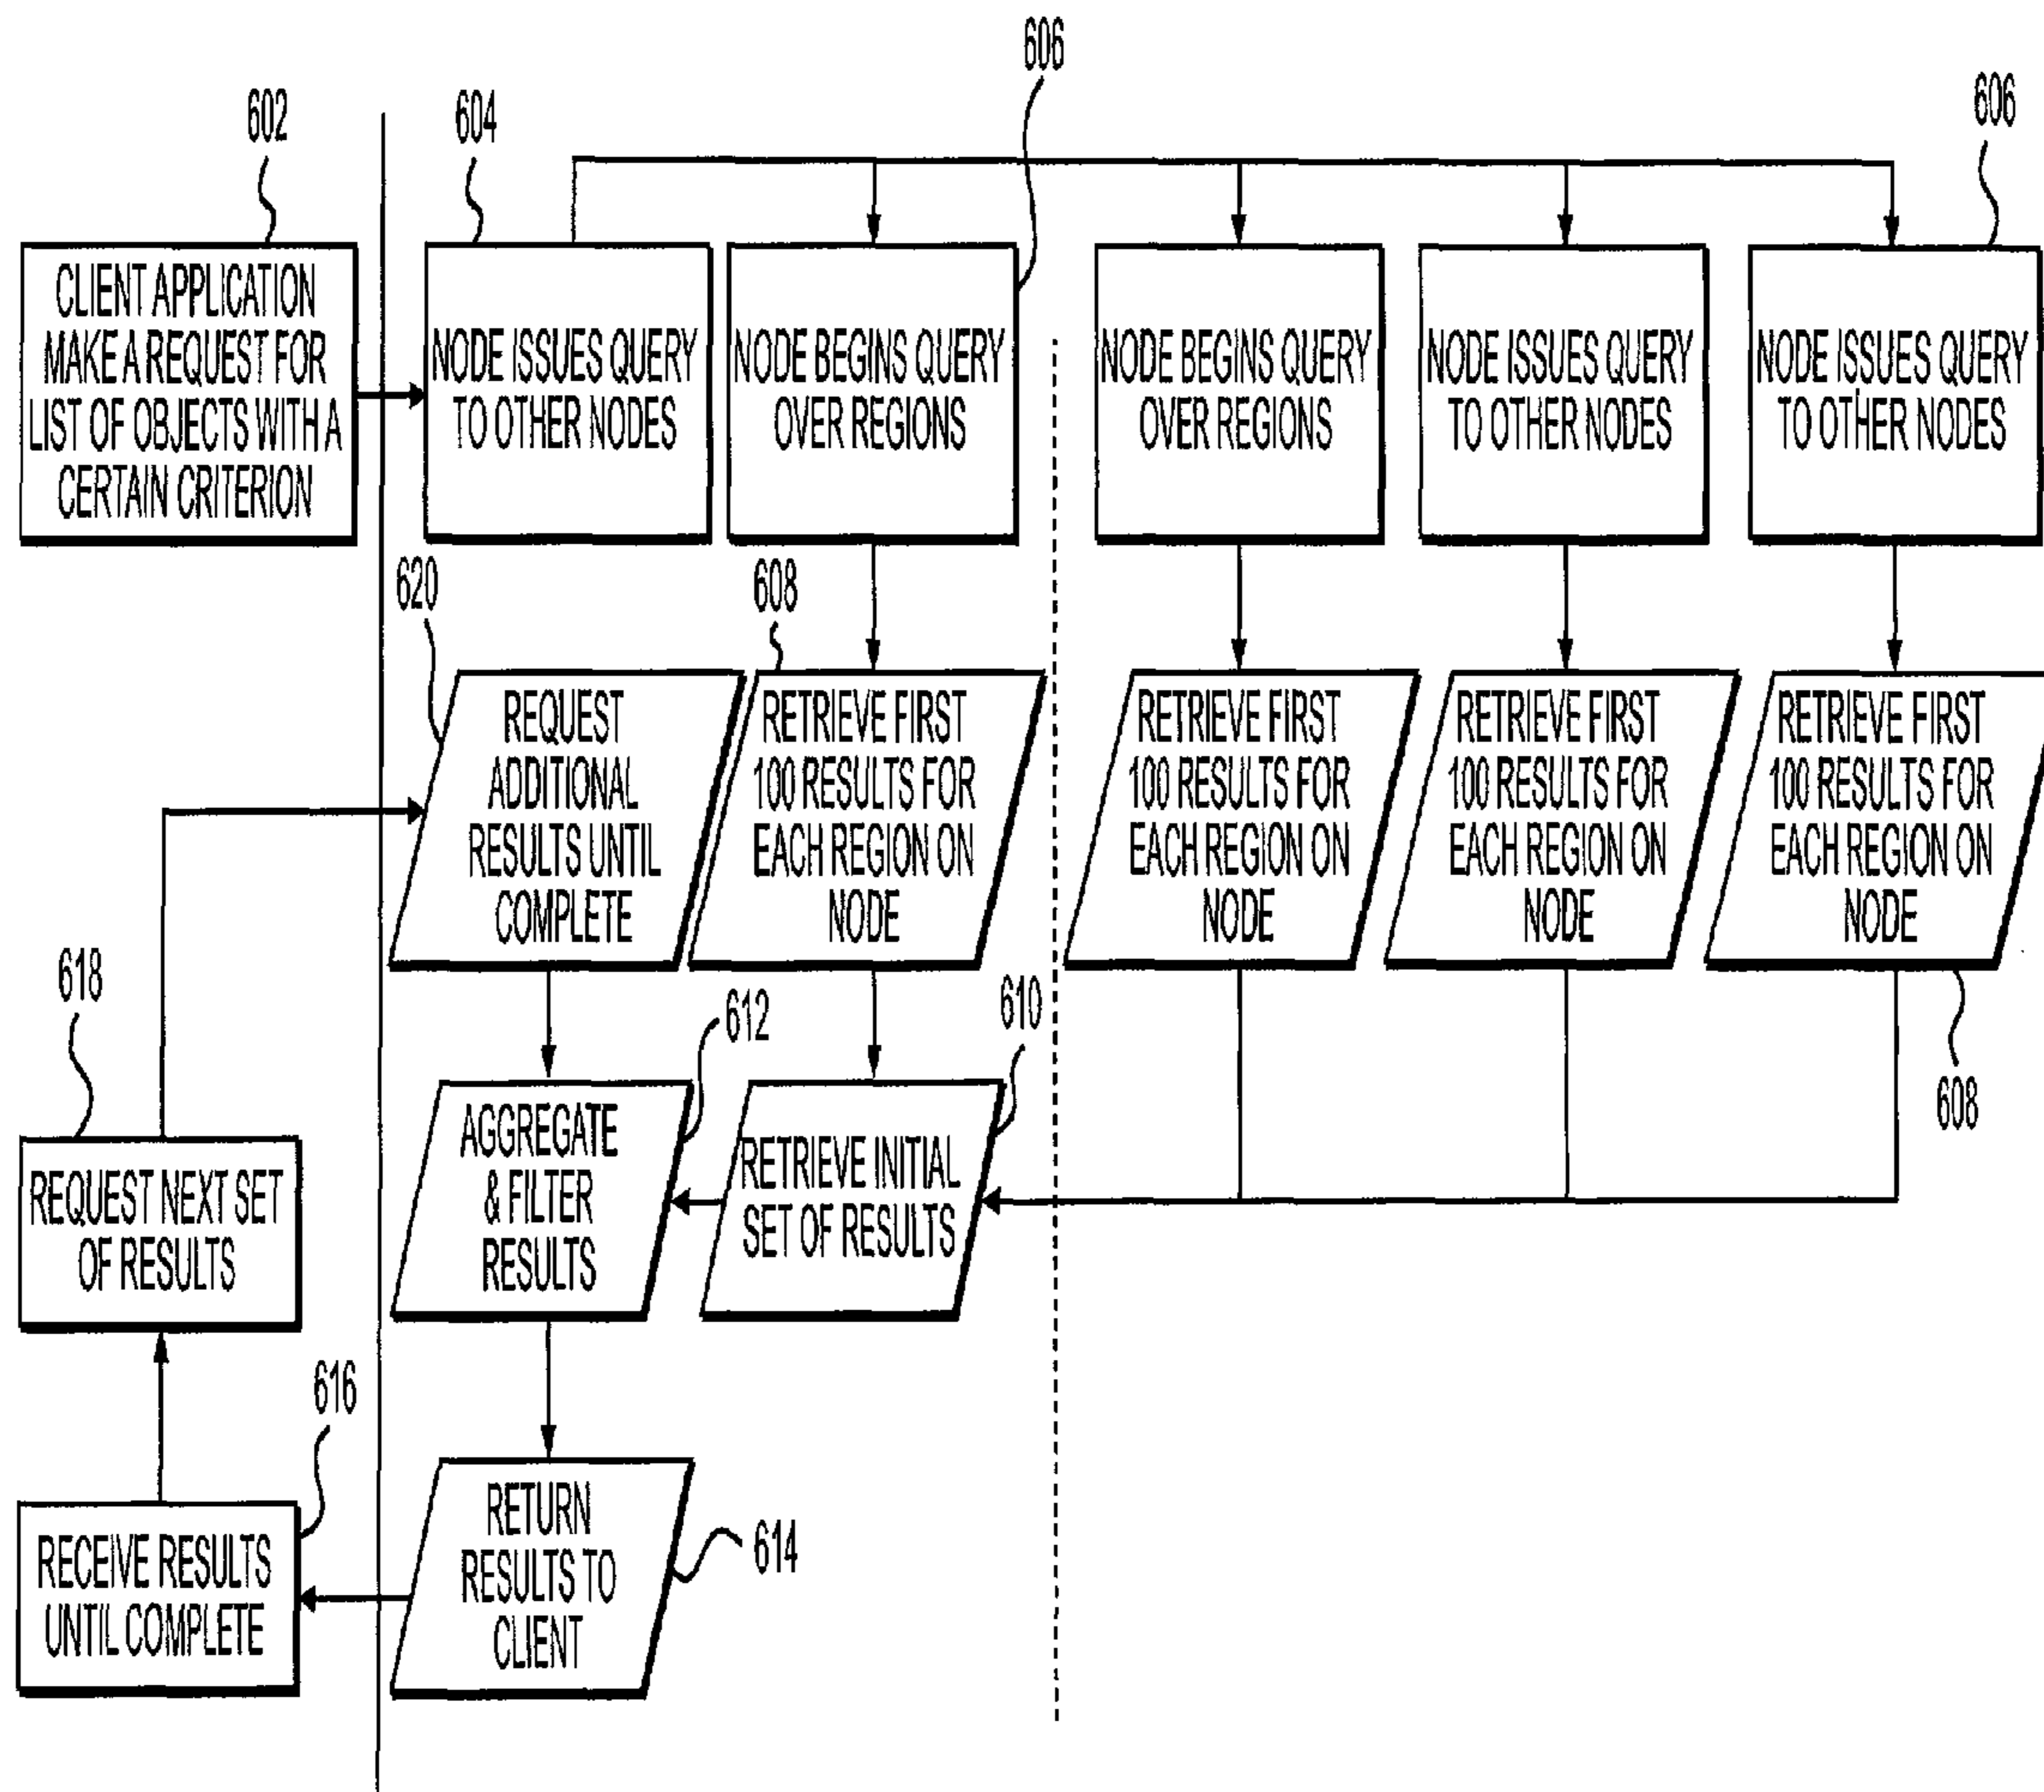 606
602
604
606
CLIENT APPLICATION
MAKE A REQUEST FOR
LIST OF OBJECTS WITH A
CERTAIN CRITERION
NODE ISSUES QUERY
TO OTHER NODES
NODE BEGINS QUERY
OVER REGIONS
NODE BEGINS QUERY
OVER REGIONS
NODE ISSUES QUERY
TO OTHER NODES
NODE ISSUES QUERY
TO OTHER NODES
620
608
REQUEST
ADDITIONAL
RESULTS UNTIL
COMPLETE
RETRIEVE FIRST
100 RESULTS FOR
EACH REGION ON
NODE
RETRIEVE FIRST
100 RESULTS FOR
EACH REGION ON
NODE
RETRIEVE FIRST
100 RESULTS FOR
EACH REGION ON
NODE
RETRIEVE FIRST
100 RESULTS FOR
EACH REGION ON
NODE
618
612
610
608
REQUEST NEXT SET
OF RESULTS
AGGREGATE
& FILTER
RESULTS
RETRIEVE INITIAL
SET OF RESULTS
616
RECEIVE RESULTS
UNTIL COMPLETE
RETURN
RESULTS TO
CLIENT
614